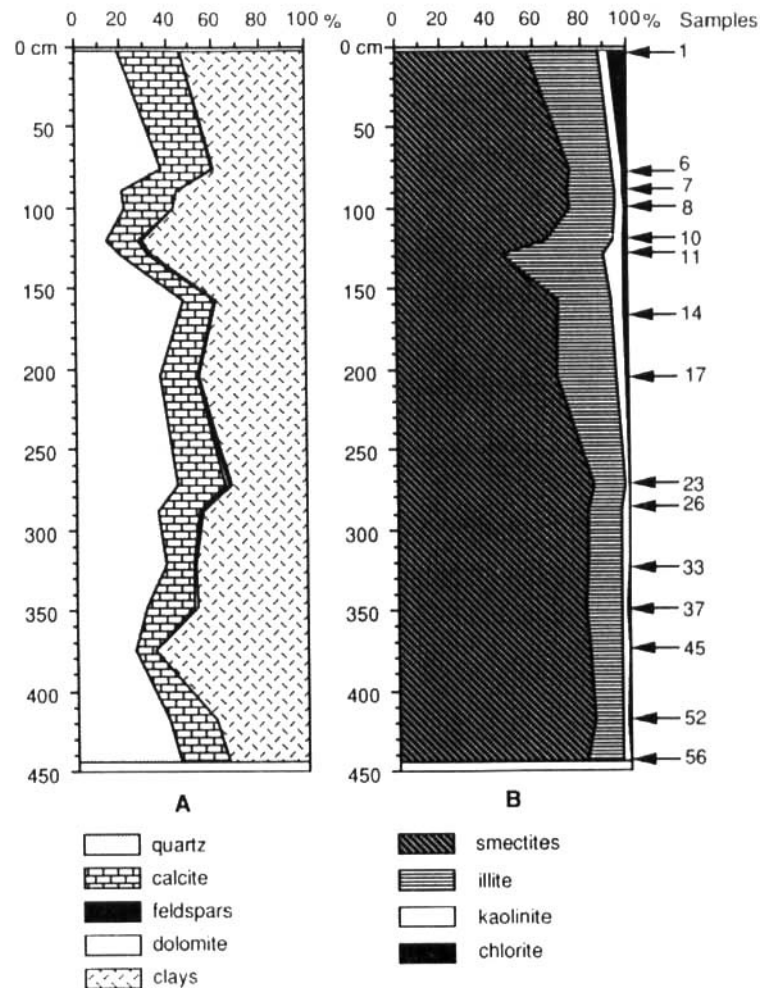 0 20 40 60 80 100 %
0 20 40 60 80 100 % Samples
0 cm
50
100
150
200
250
300
350
400
450
1
6
7
8
10
11
14
17
23
26
33
37
45
52
56
A
B
quartz
calcite
feldspars
dolomite
clays
smectites
illite
kaolinite
chlorite
0 cm
50
100
150
200
250
300
350
400
450